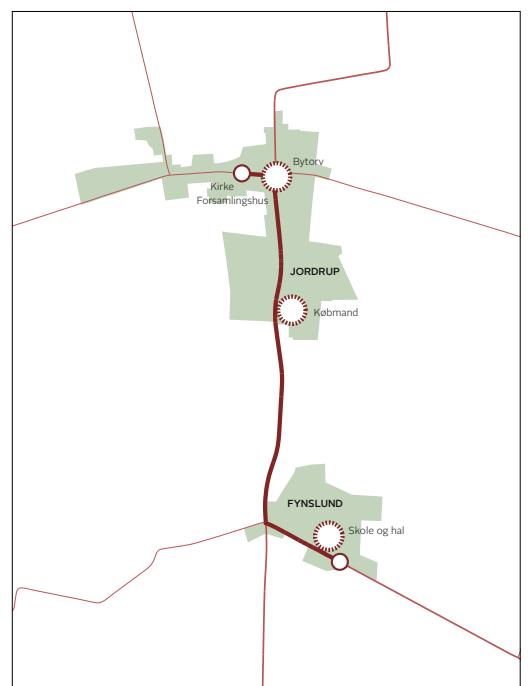 Bytorv
Kirke
Forsamlingshus
JORDRUP
Købmand
FYNSLUND
Skole og hal